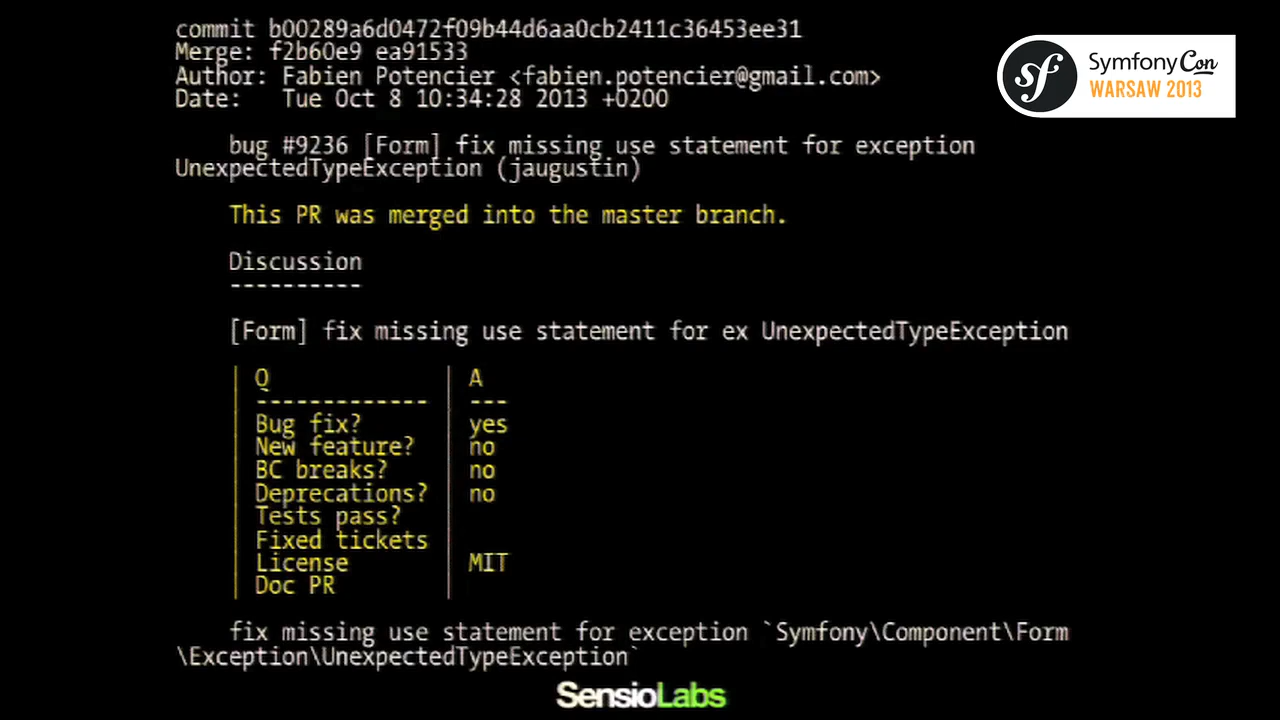 commit b00289a6d0472f09b44d6aa0cb2411c36453ee31
Merge: f2b60e9 ea91533
Author: Fabien Potencier <fabien.potencier@gmail.com>
Date:   Tue Oct 8 10:34:28 2013 +0200
sf SymfonyCon
WARSAW 2013
bug #9236 [Form] fix missing use statement for exception
UnexpectedTypeException (jaugustin)
This PR was merged into the master branch.
Discussion
----------
[Form] fix missing use statement for ex UnexpectedTypeException
| Q             | A
| ------------- | ---
| Bug fix?      | yes
| New feature?  | no
| BC breaks?    | no
| Deprecations? | no
| Tests pass?   |
| Fixed tickets |
| License       | MIT
| Doc PR        |
fix missing use statement for exception `Symfony\Component\Form
\Exception\UnexpectedTypeException`
SensioLabs